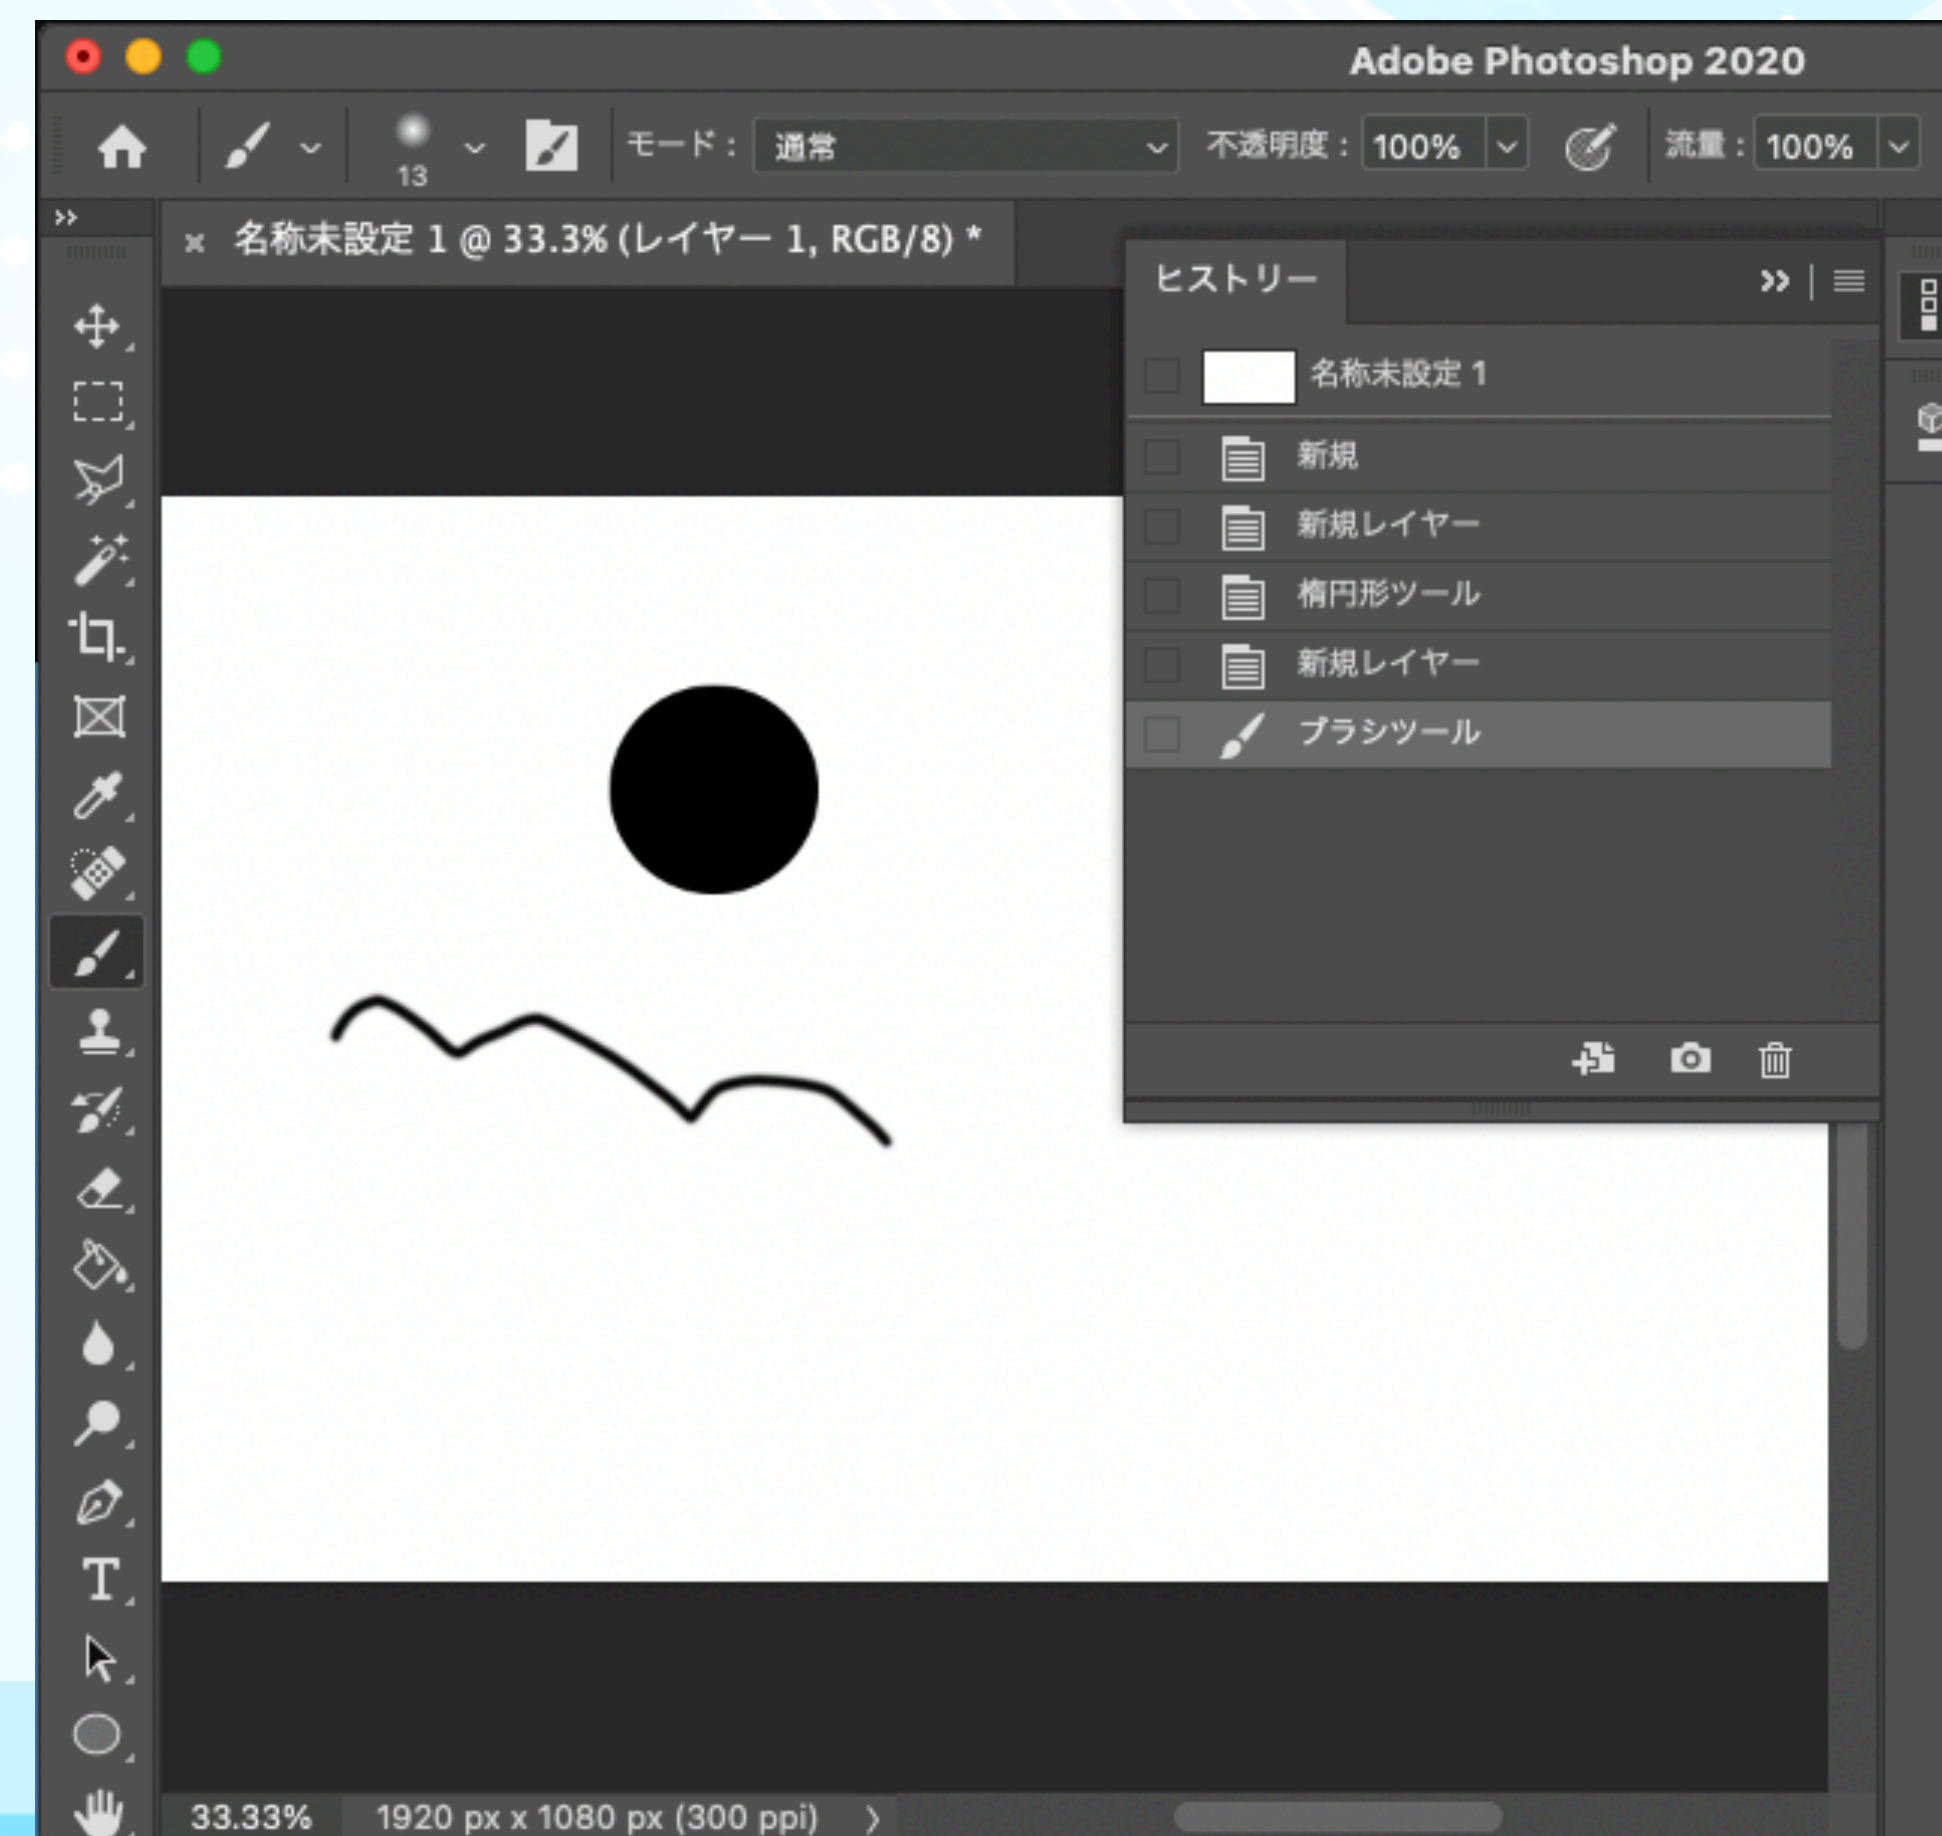 Adobe Photoshop 2020
13
モード： 通常 不透明度： 100% 流量： 100%
名称未設定 1 @ 33.3% (レイヤー 1, RGB/8) *
ヒストリー
名称未設定 1
新規
新規レイヤー
楕円形ツール
新規レイヤー
ブラシツール
33.33% 1920 px x 1080 px (300 ppi)